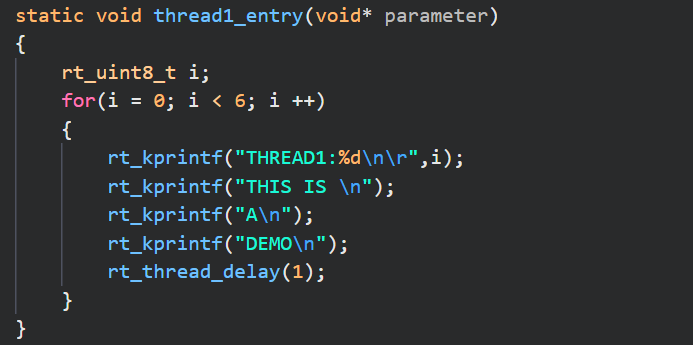 static void thread1_entry(void* parameter)
{
    rt_uint8_t i;
    for(i = 0; i < 6; i ++)
    {
        rt_kprintf("THREAD1:%d\n\r",i);
        rt_kprintf("THIS IS \n");
        rt_kprintf("A\n");
        rt_kprintf("DEMO\n");
        rt_thread_delay(1);
    }
}